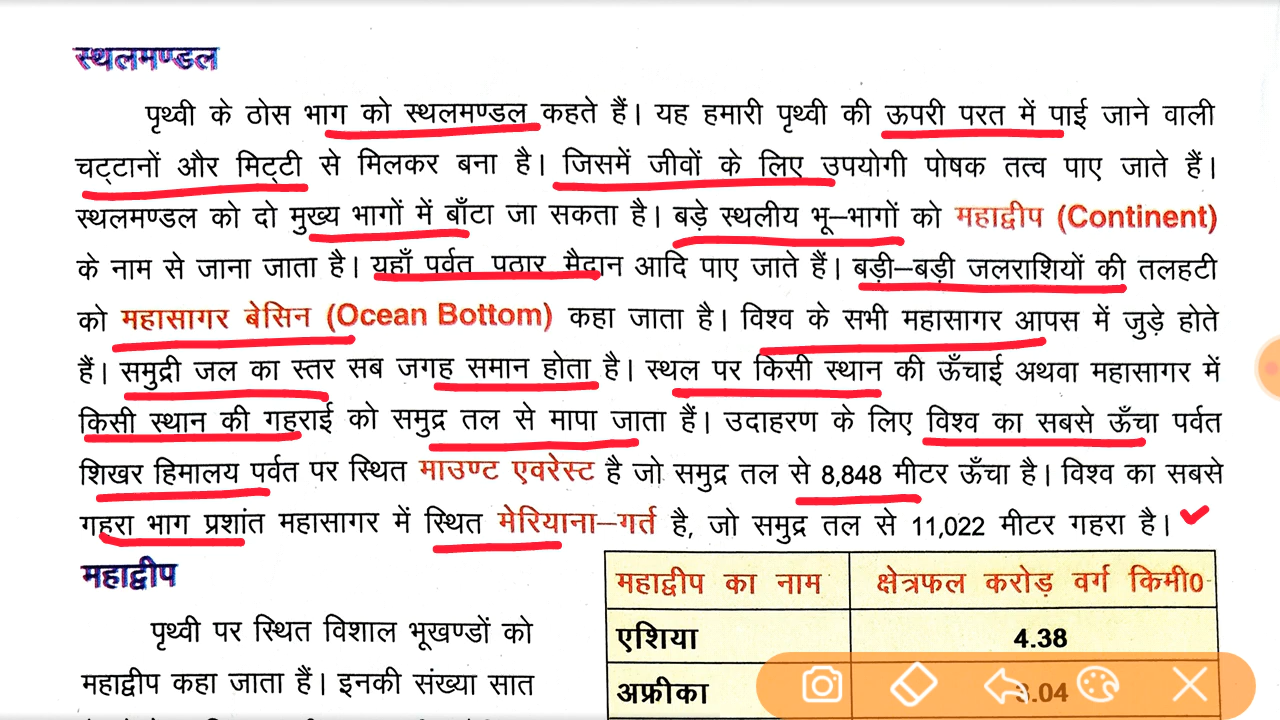 स्थलमण्डल
पृथ्वी के ठोस भाग को स्थलमण्डल कहते हैं। यह हमारी पृथ्वी की ऊपरी परत में पाई जाने वाली
चट्टानों और मिट्टी से मिलकर बना है। जिसमें जीवों के लिए उपयोगी पोषक तत्व पाए जाते हैं।
स्थलमण्डल को दो मुख्य भागों में बाँटा जा सकता है। बड़े स्थलीय भू–भागों को महाद्वीप (Continent)
के नाम से जाना जाता है। यहाँ पर्वत पठार मैदान आदि पाए जाते हैं। बड़ी–बड़ी जलराशियों की तलहटी
को महासागर बेसिन (Ocean Bottom) कहा जाता है। विश्व के सभी महासागर आपस में जुड़े होते
हैं। समुद्री जल का स्तर सब जगह समान होता है। स्थल पर किसी स्थान की ऊँचाई अथवा महासागर में
किसी स्थान की गहराई को समुद्र तल से मापा जाता हैं। उदाहरण के लिए विश्व का सबसे ऊँचा पर्वत
शिखर हिमालय पर्वत पर स्थित माउण्ट एवरेस्ट है जो समुद्र तल से 8,848 मीटर ऊँचा है। विश्व का सबसे
गहरा भाग प्रशांत महासागर में स्थित मेरियाना–गर्त है, जो समुद्र तल से 11,022 मीटर गहरा है।
महाद्वीप
पृथ्वी पर स्थित विशाल भूखण्डों को
महाद्वीप कहा जाता हैं। इनकी संख्या सात
महाद्वीप का नाम क्षेत्रफल करोड़ वर्ग किमी0
एशिया 4.38
अफ्रीका 3.04